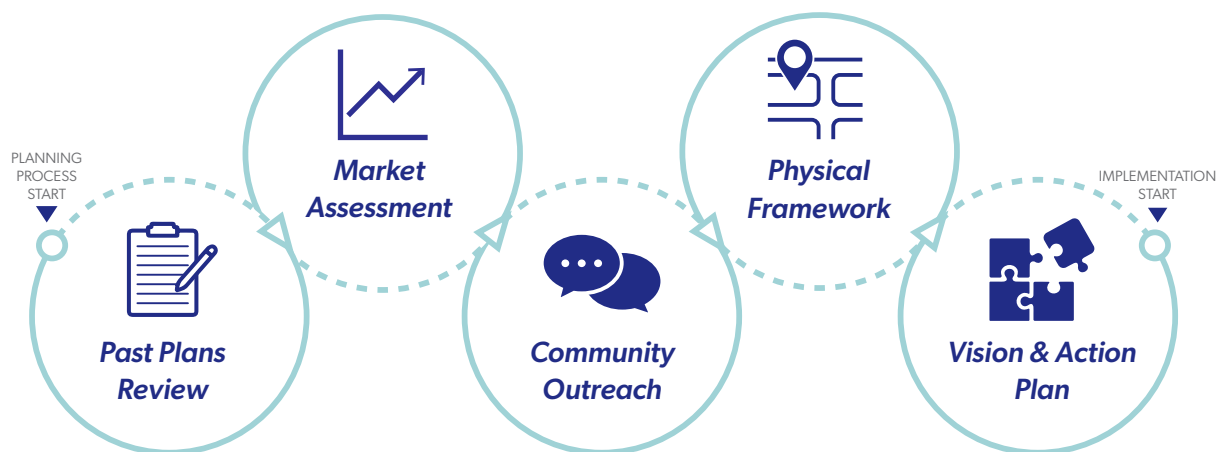 PLANNING
PROCESS
START
Past Plans
Review
Market
Assessment
Community
Outreach
Physical
Framework
Vision & Action
Plan
IMPLEMENTATION
START